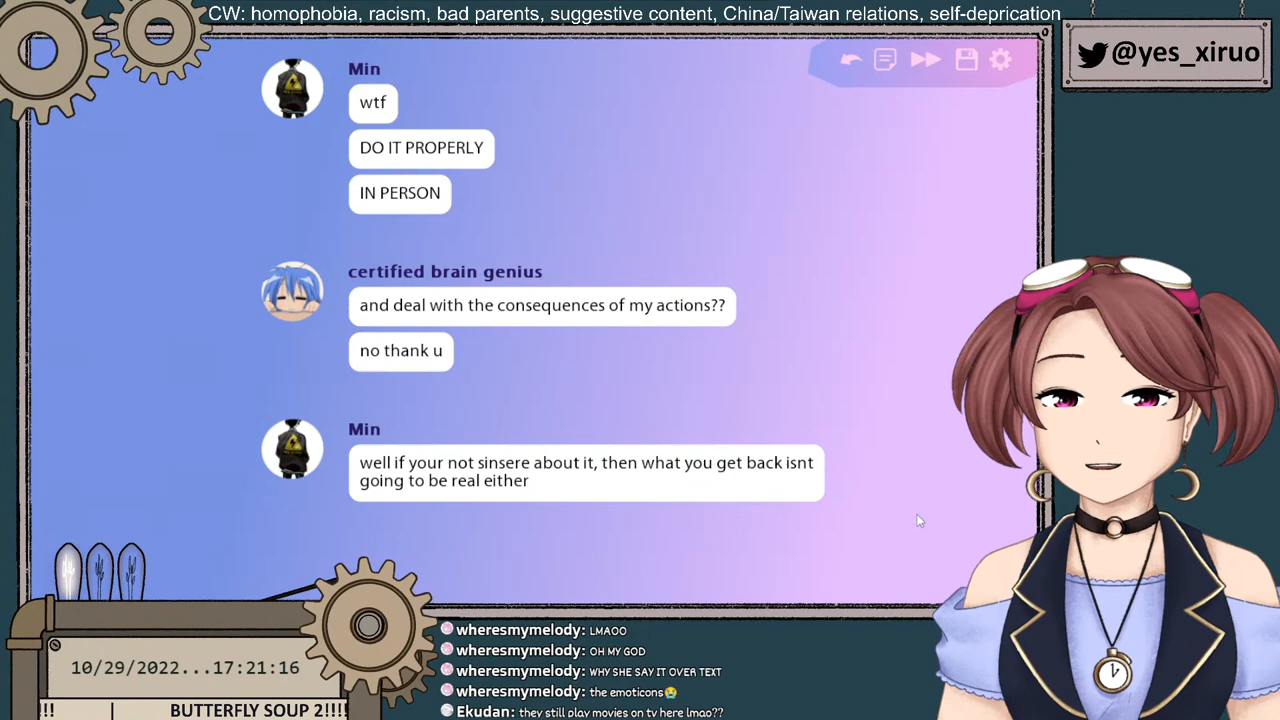 CW: homophobia, racism, bad parents, suggestive content, China/Taiwan relations, self-deprication
@yes_xiruo
Min
wtf
DO IT PROPERLY
IN PERSON
certified brain genius
and deal with the consequences of my actions??
no thank u
Min
well if your not sinsere about it, then what you get back isnt
going to be real either
10/29/2022...17:21:16
!!! | BUTTERFLY SOUP 2!!!!
wheresmymelody: LMAOO
wheresmymelody: OH MY GOD
wheresmymelody: WHY SHE SAY IT OVER TEXT
wheresmymelody: the emoticons😭
Ekudan: they still play movies on tv here lmao??